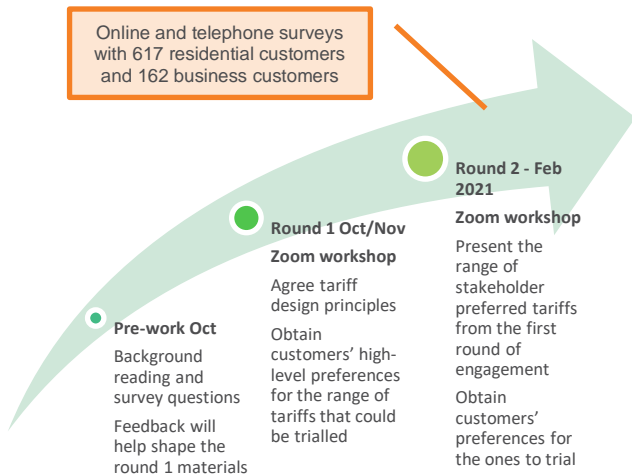 Online and telephone surveys
with 617 residential customers
and 162 business customers
Pre-work Oct
Background
reading and
survey questions
Feedback will
help shape the
round 1 materials
Round 1 Oct/Nov
Zoom workshop
Agree tariff
design principles
Obtain
customers’ high-
level preferences
for the range of
tariffs that could
be trialled
Round 2 - Feb
2021
Zoom workshop
Present the
range of
stakeholder
preferred tariffs
from the first
round of
engagement
Obtain
customers’
preferences for
the ones to trial